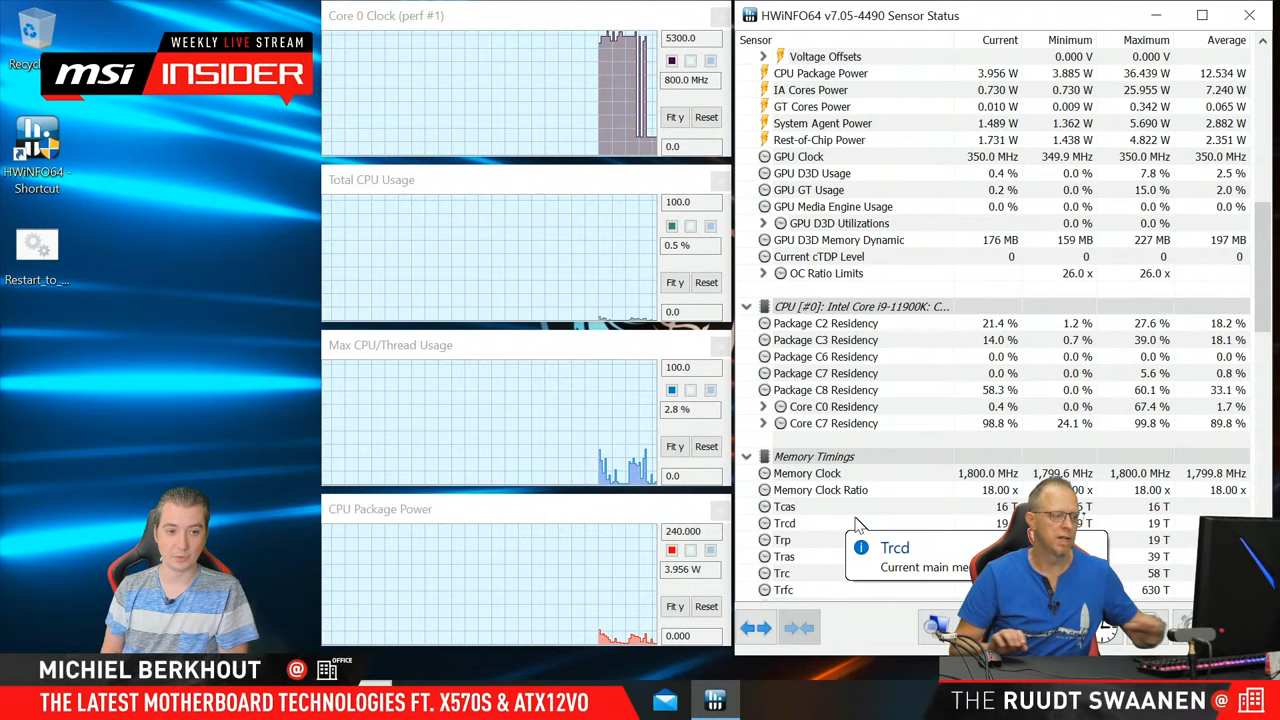 Core 0 Clock (perf #1)
5300.0
800.0 MHz
Fit y Reset
0.0
Total CPU Usage
100.0
0.5 %
Fit y Reset
0.0
Max CPU/Thread Usage
100.0
2.8 %
Fit y Reset
0.0
CPU Package Power
240.000
3.956 W
Fit y Reset
0.000
WEEKLY LIVE STREAM
msi INSIDER
HWiNFO64 -
Shortcut
Restart_to_...
HWiNFO64 v7.05-4490 Sensor Status
Sensor Current Minimum Maximum Average
Voltage Offsets 0.000 V 0.000 V
CPU Package Power 3.956 W 3.885 W 36.439 W 12.534 W
IA Cores Power 0.730 W 0.730 W 25.955 W 7.240 W
GT Cores Power 0.010 W 0.009 W 0.342 W 0.065 W
System Agent Power 1.489 W 1.362 W 5.690 W 2.882 W
Rest-of-Chip Power 1.731 W 1.438 W 4.822 W 2.351 W
GPU Clock 350.0 MHz 349.9 MHz 350.0 MHz 350.0 MHz
GPU D3D Usage 0.4 % 7.8 % 2.5 %
GPU GT Usage 0.2 % 15.0 % 2.0 %
GPU Media Engine Usage 0.0 % 0.0 % 0.0 %
GPU D3D Utilizations 0.0 % 0.0 %
GPU D3D Memory Dynamic 176 MB 159 MB 227 MB 197 MB
Current cTDP Level 0 0 0 0
OC Ratio Limits 26.0 x 26.0 x
CPU [#0]: Intel Core i9-11900K: C...
Package C2 Residency 21.4 % 1.2 % 27.6 % 18.2 %
Package C3 Residency 14.0 % 0.7 % 39.0 % 18.1 %
Package C6 Residency 0.0 % 0.0 % 0.0 % 0.0 %
Package C7 Residency 0.0 % 0.0 % 5.6 % 0.8 %
Package C8 Residency 58.3 % 0.0 % 60.1 % 33.1 %
Core C0 Residency 0.4 % 0.0 % 67.4 % 1.7 %
Core C7 Residency 98.8 % 24.1 % 99.8 % 89.8 %
Memory Timings
Memory Clock 1,800.0 MHz 1,799.6 MHz 1,800.0 MHz 1,799.8 MHz
Memory Clock Ratio 18.00 x 18.00 x 18.00 x
Tcas 16 T 16 T
Trcd 19 19 T
Trp 19 T
Tras 39 T
Trc 58 T
Trfc 630 T
Trcd
Current main me
MICHIEL BERKHOUT @ OFFICE
THE LATEST MOTHERBOARD TECHNOLOGIES FT. X570S & ATX12VO
THE RUUDT SWAANEN @